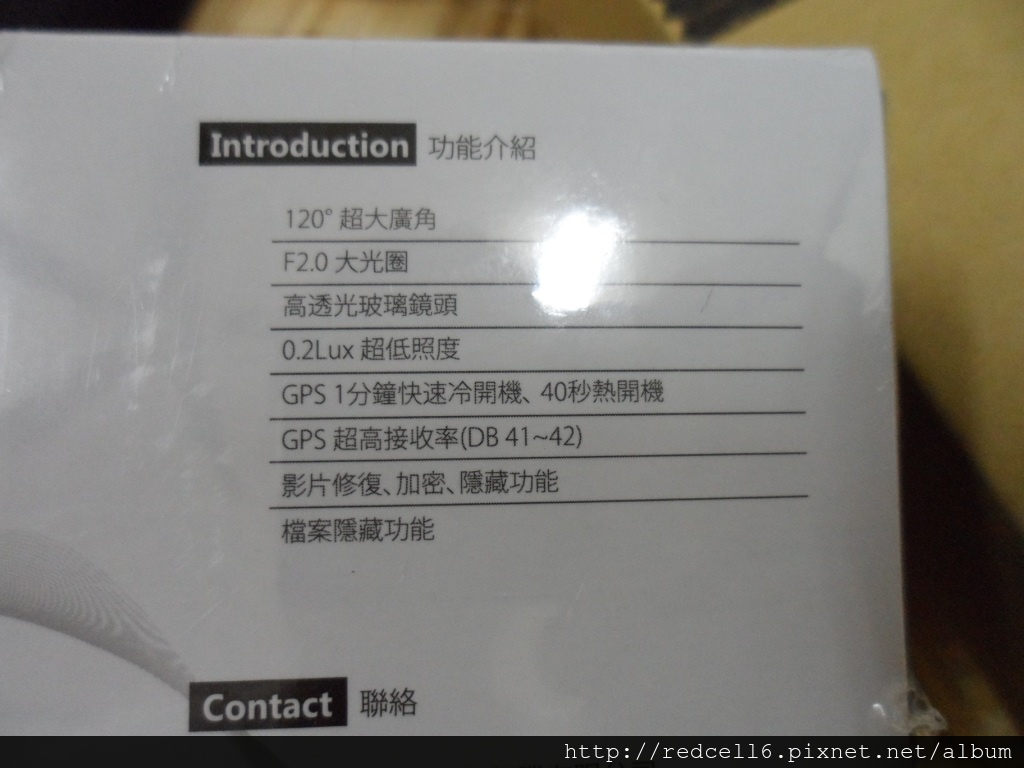 Introduction 功能介紹
120° 超大廣角
F2.0 大光圈
高透光玻璃鏡頭
0.2Lux 超低照度
GPS 1分鐘快速冷開機、40秒熱開機
GPS 超高接收率(DB 41~42)
影片修復、加密、隱藏功能
檔案隱藏功能
Contact 聯絡
http://redcell6.pixnet.net/album